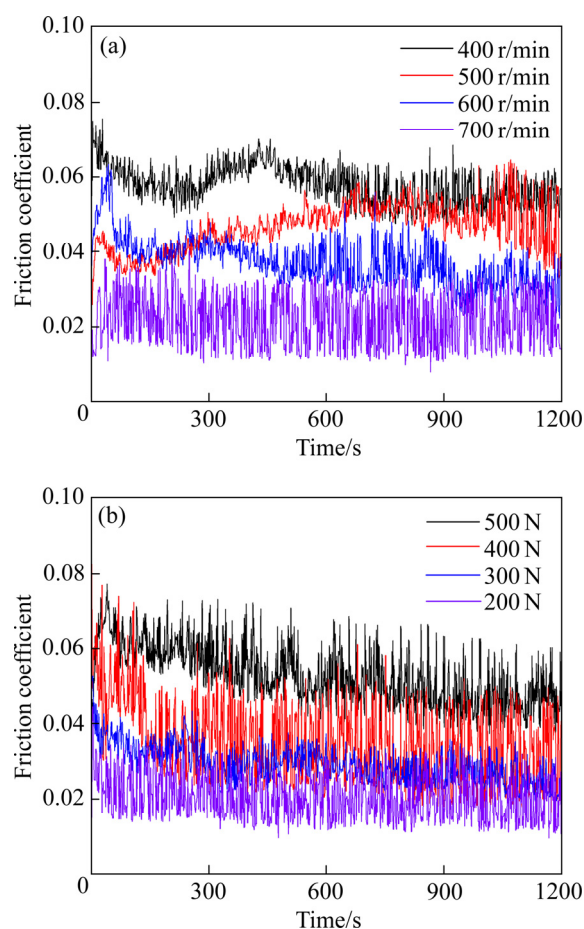 0.10
(a)
400 r/min
500 r/min
600 r/min
700 r/min
0.08
0.06
0.04
0.02
0
Friction coefficient
300
600
900
1200
Time/s
0.10
(b)
500 N
400 N
300 N
200 N
0.08
0.06
0.04
0.02
0
Friction coefficient
300
600
900
1200
Time/s